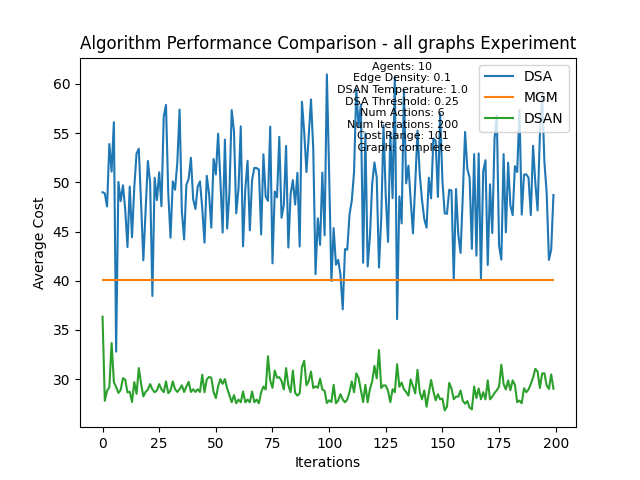 Algorithm Performance Comparison - all graphs Experiment
Agents: 10
Edge Density: 0.1
DSAN Temperature: 1.0
DSA Threshold: 0.25
Num Actions: 6
Num Iterations: 200
Cost Range: 101
Graph: complete
DSA
MGM
DSAN
60
55
50
45
40
35
30
Average Cost
0 25 50 75 100 125 150 175 200
Iterations